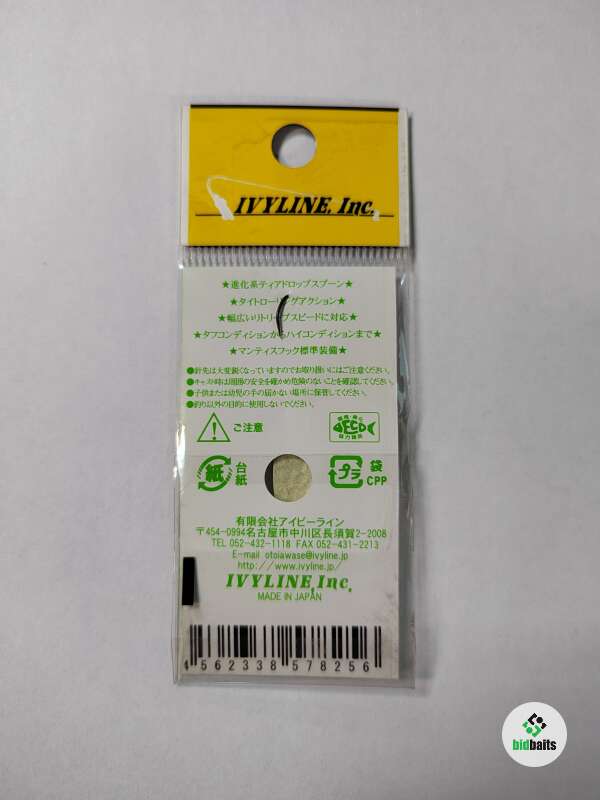 IVYLINE, Inc.
★進化系ティアドロップスプーン★
★タイトローリングアクション★
★幅広いリトリーブスピードに対応★
★タフコンディションからハイコンディションまで★
★マンティスフック標準装備★
●針先は大変鋭くなっていますのでお取り扱いにはご注意ください。
●キャスト時は周囲の安全を確かめ危険のないことを確認してください。
●子供または幼児の手の届かない場所に保管してください。
●釣り以外の目的に使用しないでください。
ご注意
紙 台紙
プラ 袋 CPP
有限会社アイビーライン
〒454-0994名古屋市中川区長須賀2-2008
TEL 052-432-1118 FAX 052-431-2213
E-mail otoiawase@ivyline.jp/
http://www.ivyline.jp/
IVYLINE,Inc.
MADE IN JAPAN
4 562338 578256
bidbaits